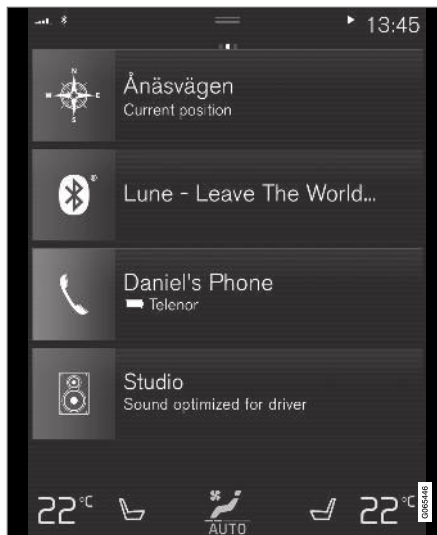 13:45
N
W
E
S
Ånäsvägen
Current position
Lune - Leave The World...
Daniel's Phone
Telenor
Studio
Sound optimized for driver
22°C
AUTO
22°C
G065446